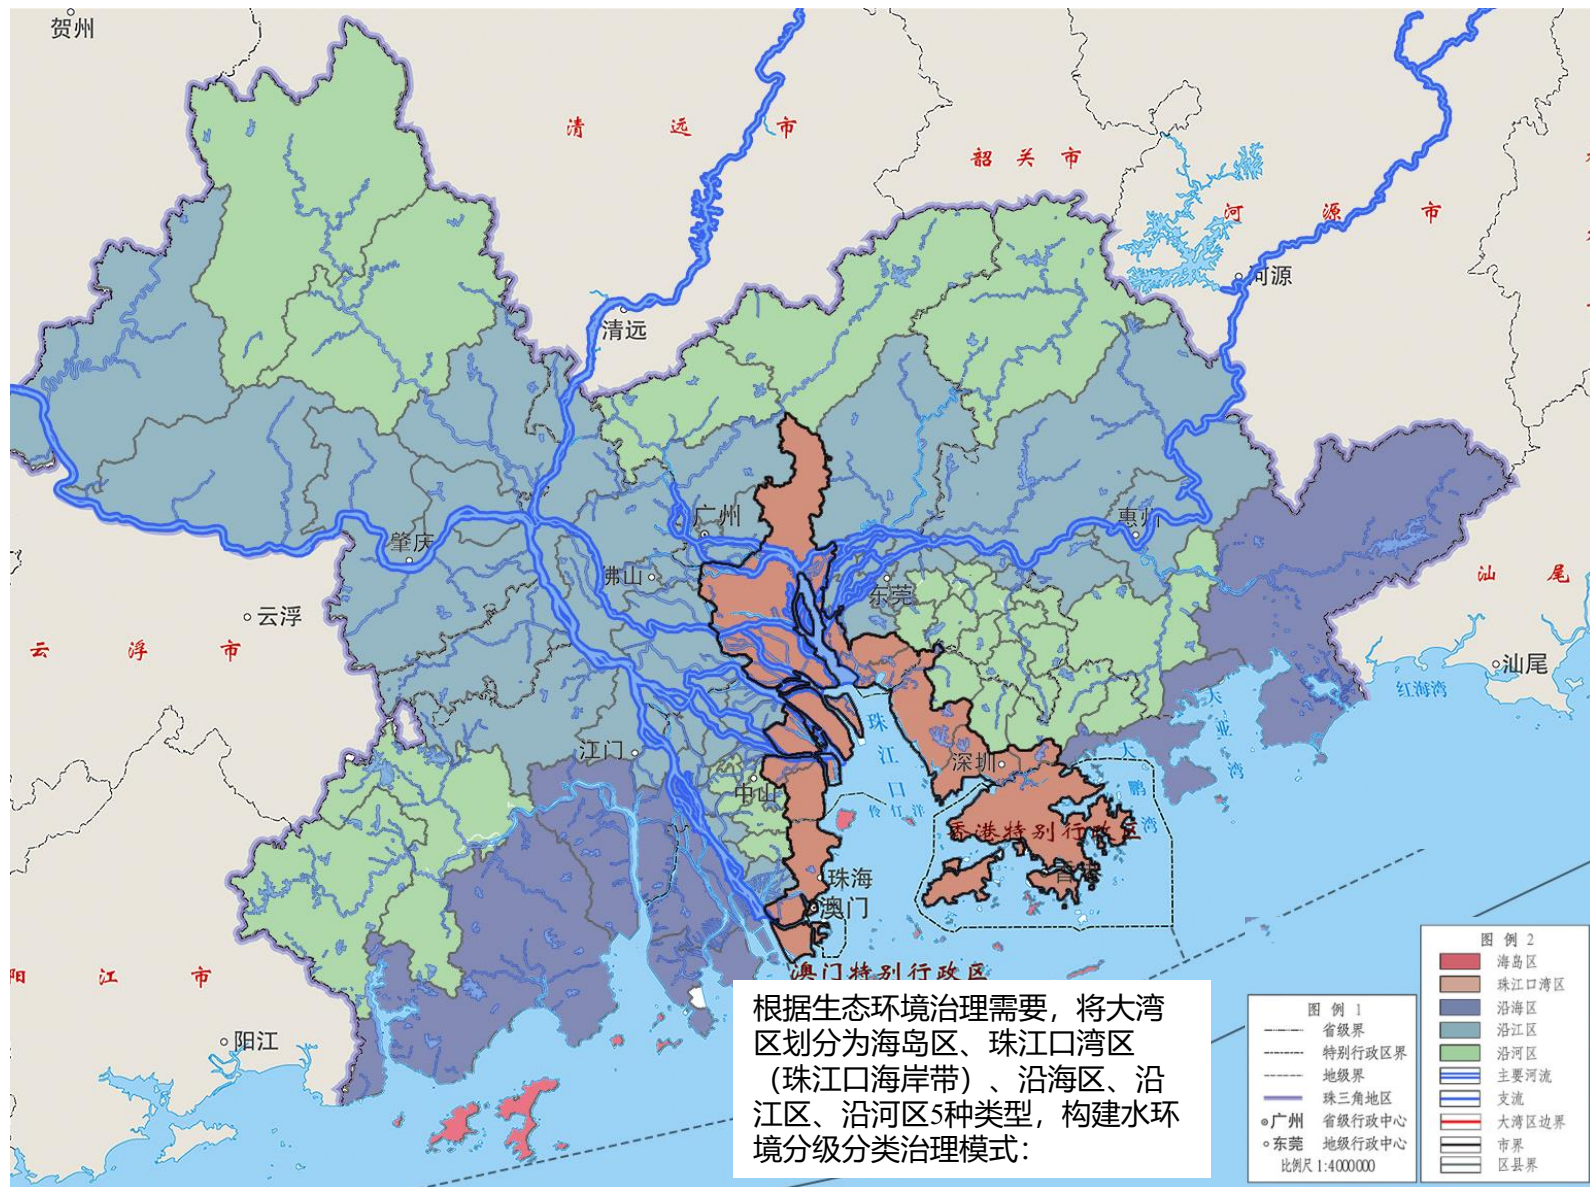 贺州
清远市
韶关市
河源市
河源
清远
广州
惠州
肇庆
佛山
东莞
云浮
云浮市
汕尾
汕尾
红海湾
大亚湾
珠江口
大鹏湾
江门
深圳
中山
伶仃洋
香港特别行政区
香港
珠海
澳门
澳门特别行政区
阳江市
阳江
根据生态环境治理需要，将大湾
区划分为海岛区、珠江口湾区
（珠江口海岸带）、沿海区、沿
江区、沿河区5种类型，构建水环
境分级分类治理模式：
图例1
省级界
特别行政区界
地级界
珠三角地区
广州 省级行政中心
东莞 地级行政中心
比例尺 1:4000000
图例2
海岛区
珠江口湾区
沿海区
沿江区
沿河区
主要河流
支流
大湾区边界
市界
区县界